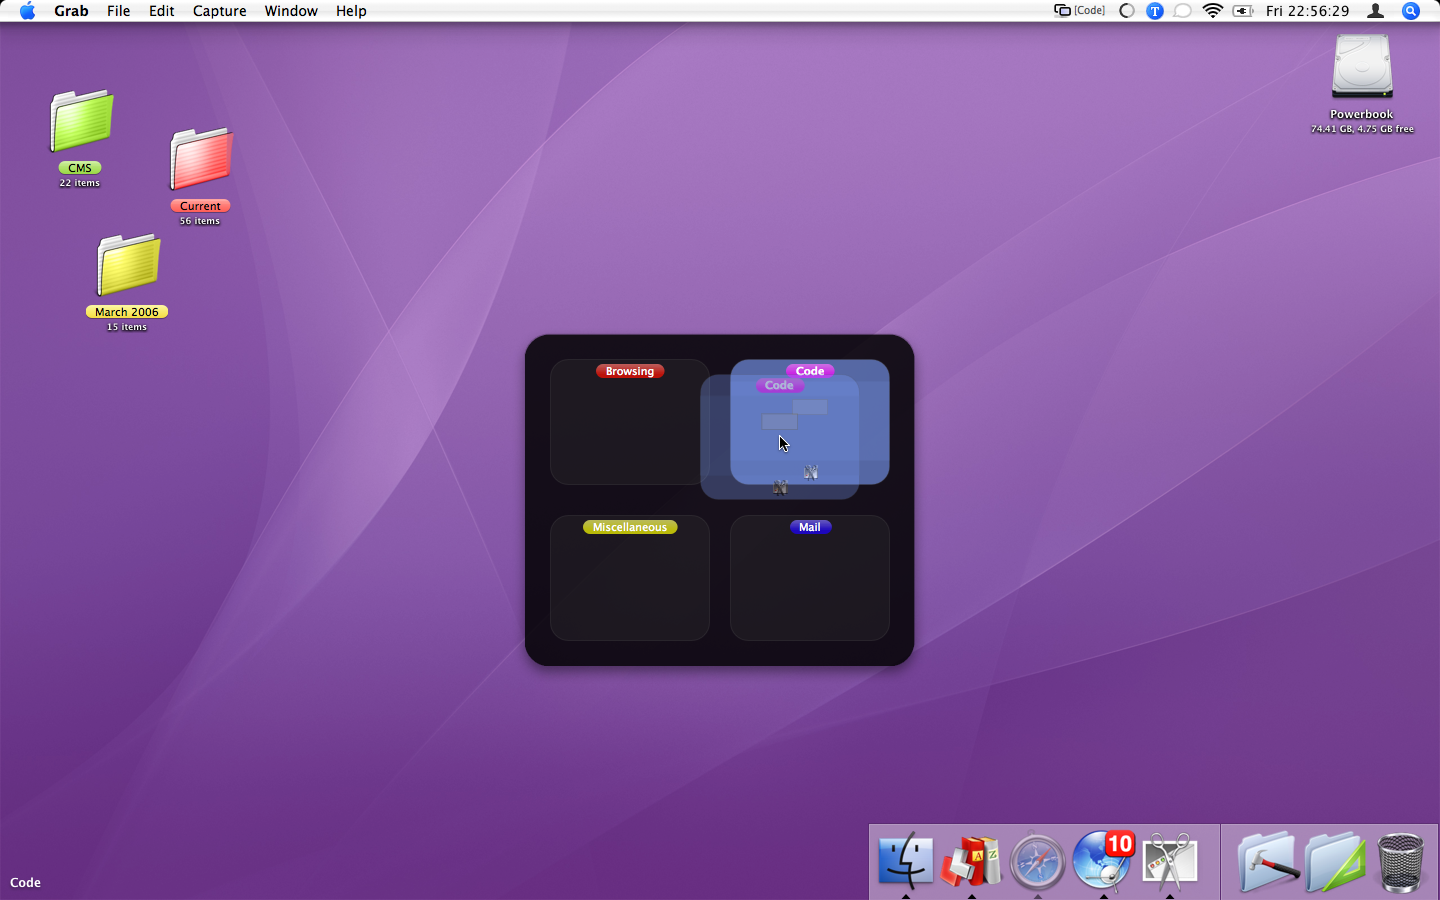 Grab File Edit Capture Window Help [Code] T Fri 22:56:29
Powerbook
74.41 GB, 4.75 GB free
CMS
22 items
Current
56 items
March 2006
15 items
Browsing
Code
Code
Miscellaneous
Mail
A Z
10
Code